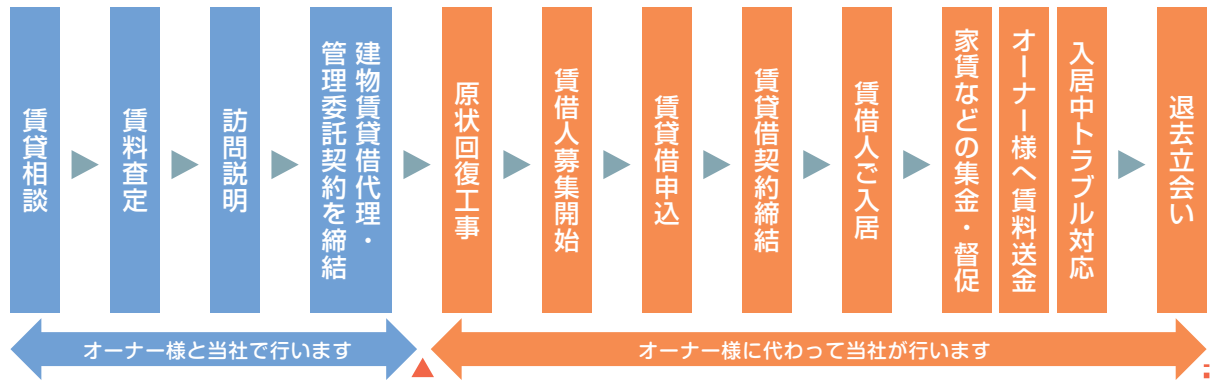 賃貸相談
賃料査定
訪問説明
建物賃貸借代理・
管理委託契約を締結
原状回復工事
賃借人募集開始
賃貸借申込
賃貸借契約締結
賃借人ご入居
家賃などの集金・督促
オーナー様へ賃料送金
入居中トラブル対応
退去立会い
オーナー様と当社で行います
オーナー様に代わって当社が行います